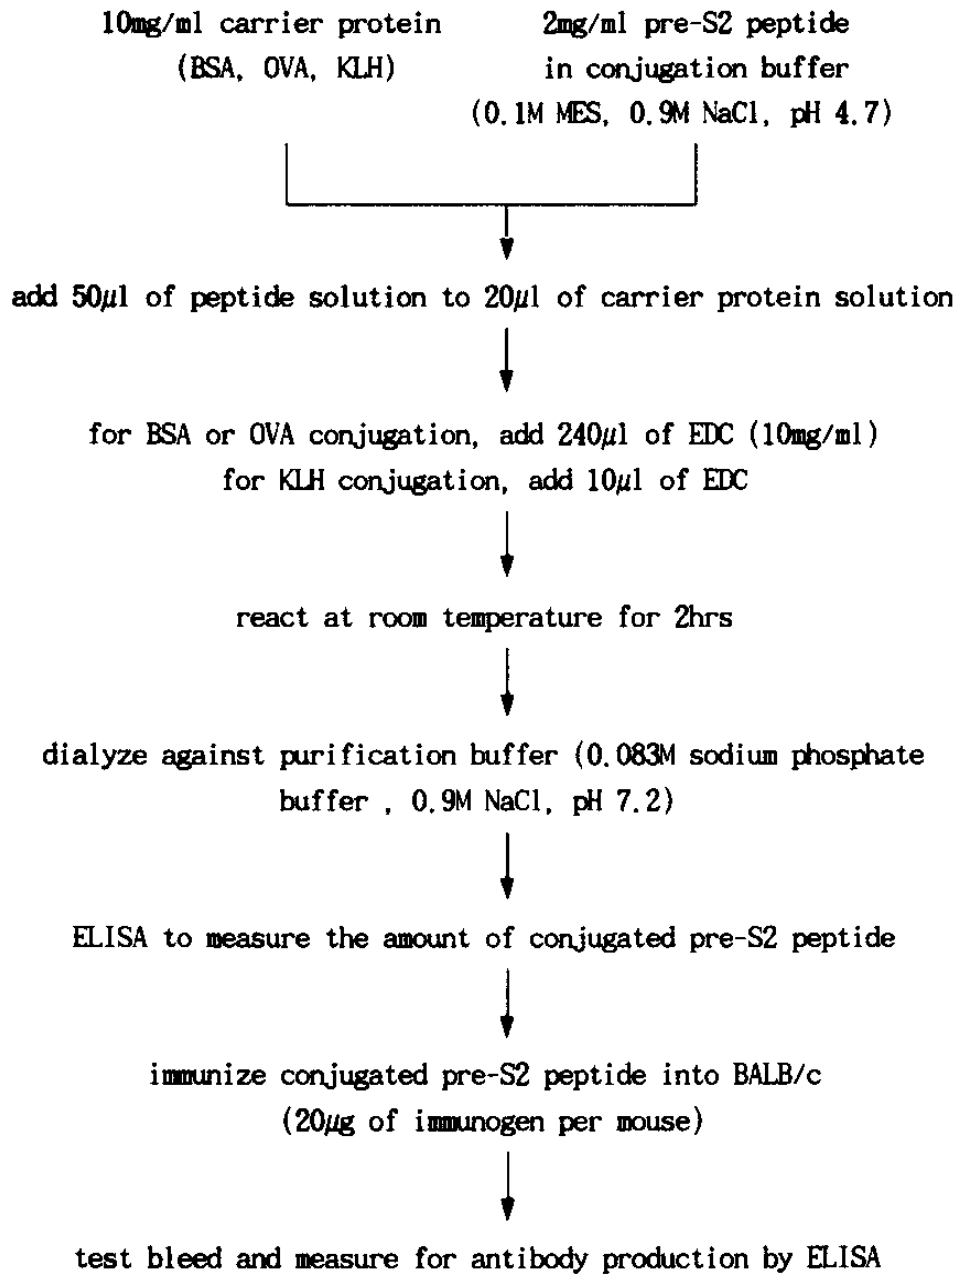 10mg/ml carrier protein
(BSA, OVA, KLH)
2mg/ml pre-S2 peptide
in conjugation buffer
(0.1M MES, 0.9M NaCl, pH 4.7)
add 50μl of peptide solution to 20μl of carrier protein solution
for BSA or OVA conjugation, add 240μl of EDC (10mg/ml)
for KLH conjugation, add 10μl of EDC
react at room temperature for 2hrs
dialyze against purification buffer (0.083M sodium phosphate
buffer , 0.9M NaCl, pH 7.2)
ELISA to measure the amount of conjugated pre-S2 peptide
immunize conjugated pre-S2 peptide into BALB/c
(20μg of immunogen per mouse)
test bleed and measure for antibody production by ELISA